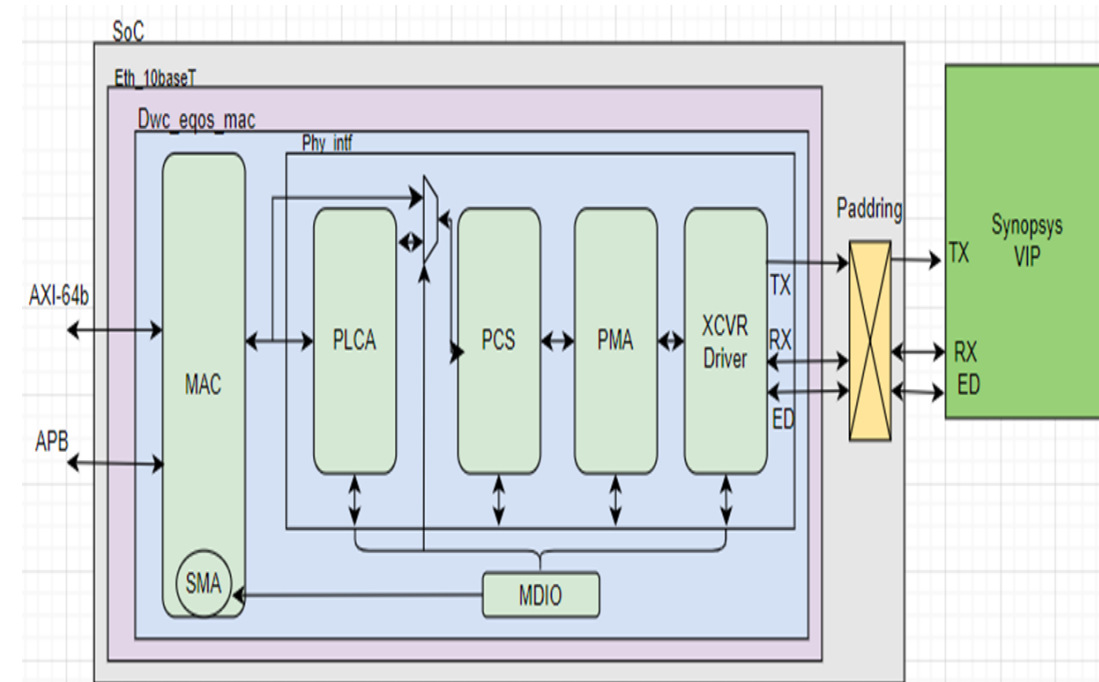 SoC
Eth_10baseT
Dwc_eqos_mac
Phy_intf
Paddring
Synopsys
VIP
TX
TX
AXI-64b
PLCA
PCS
PMA
XCVR
Driver
RX
RX
MAC
ED
ED
APB
SMA
MDIO